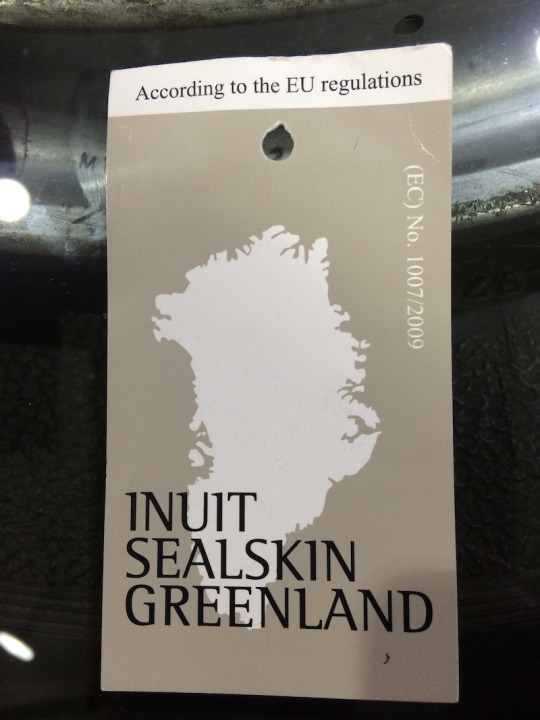 According to the EU regulations
(EC) No. 1007/2009
INUIT
SEALSKIN
GREENLAND